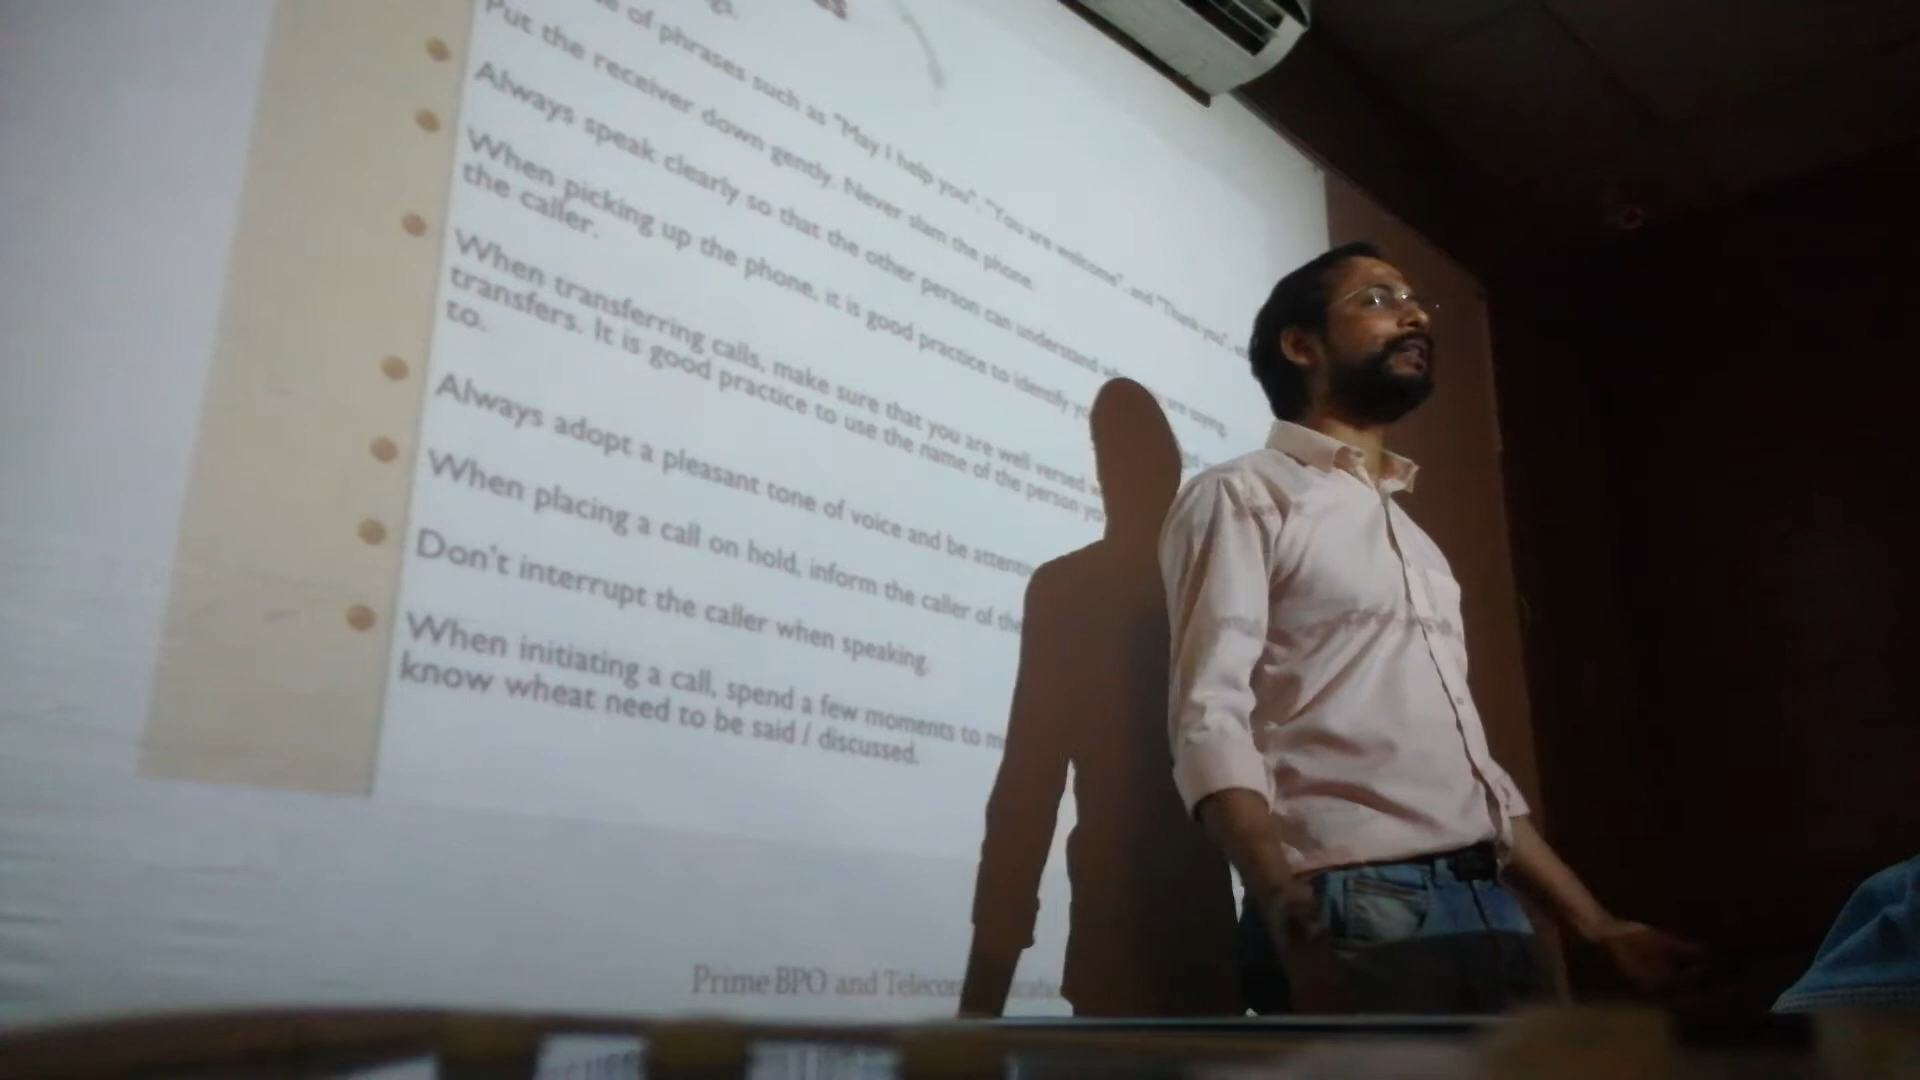 of phrases such as "May I help you", "You are welcome", and "Thank you",
Put the receiver down gently. Never slam the phone.
Always speak clearly so that the other person can understand are saying.
When picking up the phone, it is good practice to identify
the caller.
When transferring calls, make sure that you are well versed
transfers. It is good practice to use the name of the person
to.
Always adopt a pleasant tone of voice and be
When placing a call on hold, inform the caller of
Don't interrupt the caller when speaking.
When initiating a call, spend a few moments to
know wheat need to be said / discussed.
Prime BPO and